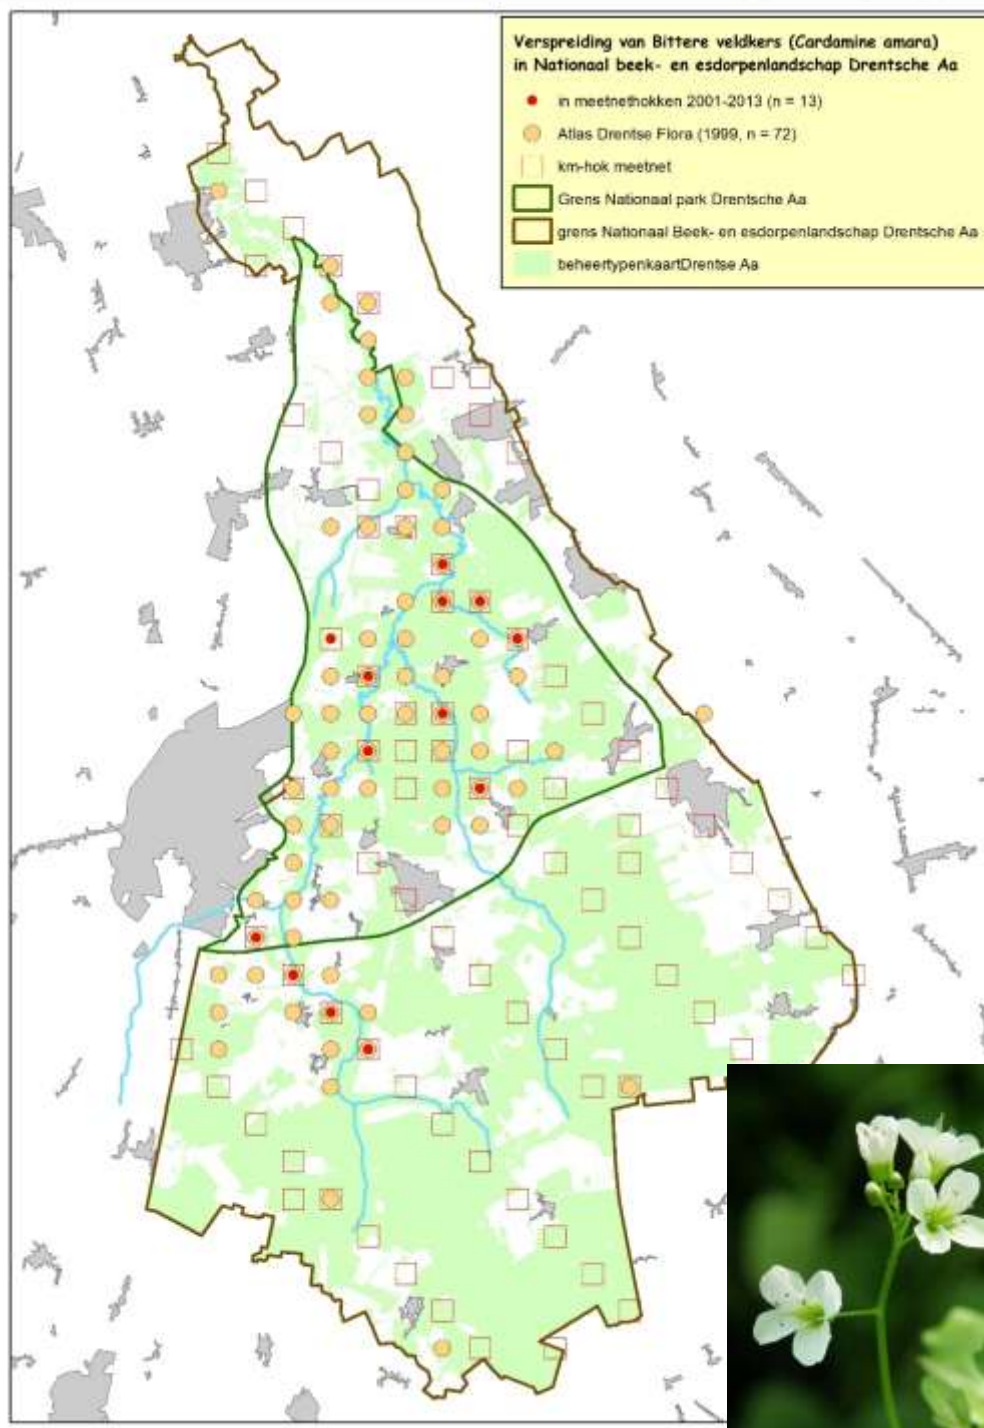 Verspreiding van Bittere veldkers (Cardamine amara)
in Nationaal beek- en esdorpenlandschap Drentsche Aa
in meetnethokken 2001-2013 (n = 13)
Atlas Drentse Flora (1999, n = 72)
km-hok meetnet
Grens Nationaal park Drentsche Aa
grens Nationaal Beek- en esdorpenlandschap Drentsche Aa
beheertypenkaartDrentse Aa